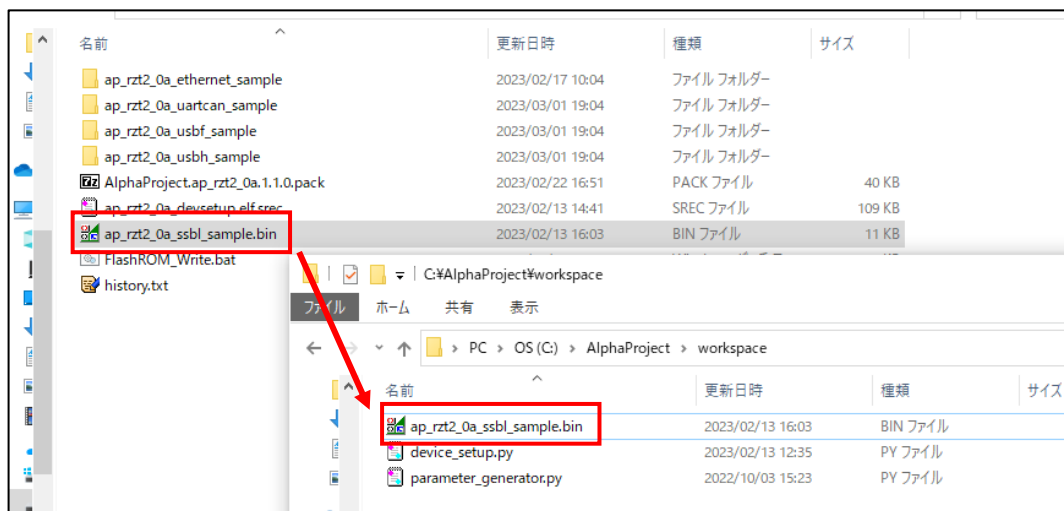 名前 更新日時 種類 サイズ
ap_rzt2_0a_ethernet_sample 2023/02/17 10:04 ファイル フォルダー
ap_rzt2_0a_uartcan_sample 2023/03/01 19:04 ファイル フォルダー
ap_rzt2_0a_usbf_sample 2023/03/01 19:04 ファイル フォルダー
ap_rzt2_0a_usbh_sample 2023/03/01 19:04 ファイル フォルダー
AlphaProject.ap_rzt2_0a.1.1.0.pack 2023/02/22 16:51 PACK ファイル 40 KB
ap_rzt2_0a_devsetup.elf.srec 2023/02/13 14:41 SREC ファイル 109 KB
ap_rzt2_0a_ssbl_sample.bin 2023/02/13 16:03 BIN ファイル 11 KB
FlashROM_Write.bat
history.txt
C:¥AlphaProject¥workspace
ファイル ホーム 共有 表示
PC > OS (C:) > AlphaProject > workspace
名前 更新日時 種類 サイズ
ap_rzt2_0a_ssbl_sample.bin 2023/02/13 16:03 BIN ファイル
device_setup.py 2023/02/13 12:35 PY ファイル
parameter_generator.py 2022/10/03 15:23 PY ファイル